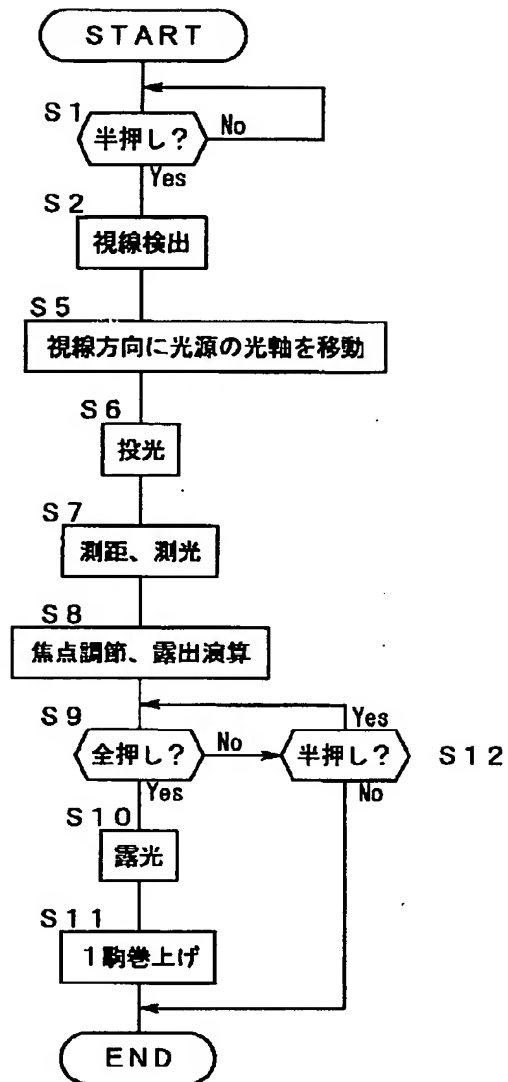 START
S1
半押し？
No
Yes
S2
視線検出
S5
視線方向に光源の光軸を移動
S6
投光
S7
測距、測光
S8
焦点調節、露出演算
S9
Yes
全押し？
No
半押し？
S12
Yes
No
S10
露光
S11
1駒巻上げ
END